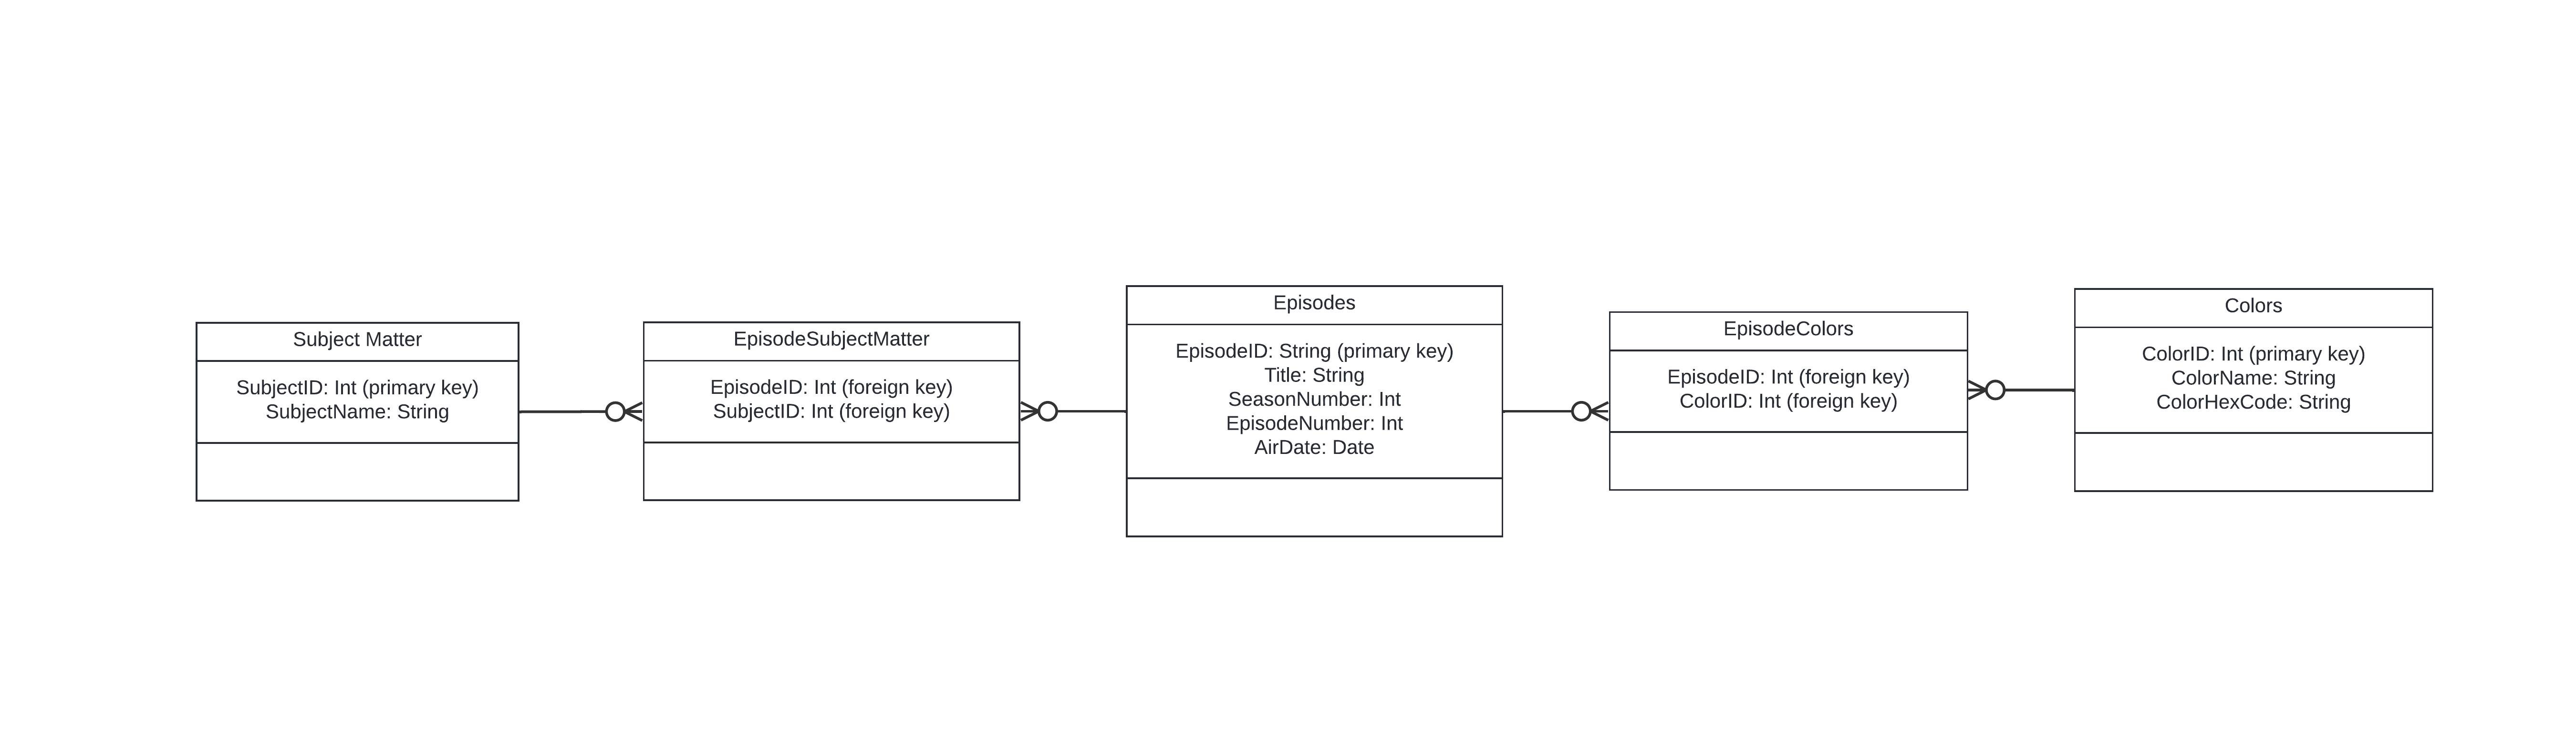 Subject Matter
SubjectID: Int (primary key)
SubjectName: String
EpisodeSubjectMatter
EpisodeID: Int (foreign key)
SubjectID: Int (foreign key)
Episodes
EpisodeID: String (primary key)
Title: String
SeasonNumber: Int
EpisodeNumber: Int
AirDate: Date
EpisodeColors
EpisodeID: Int (foreign key)
ColorID: Int (foreign key)
Colors
ColorID: Int (primary key)
ColorName: String
ColorHexCode: String